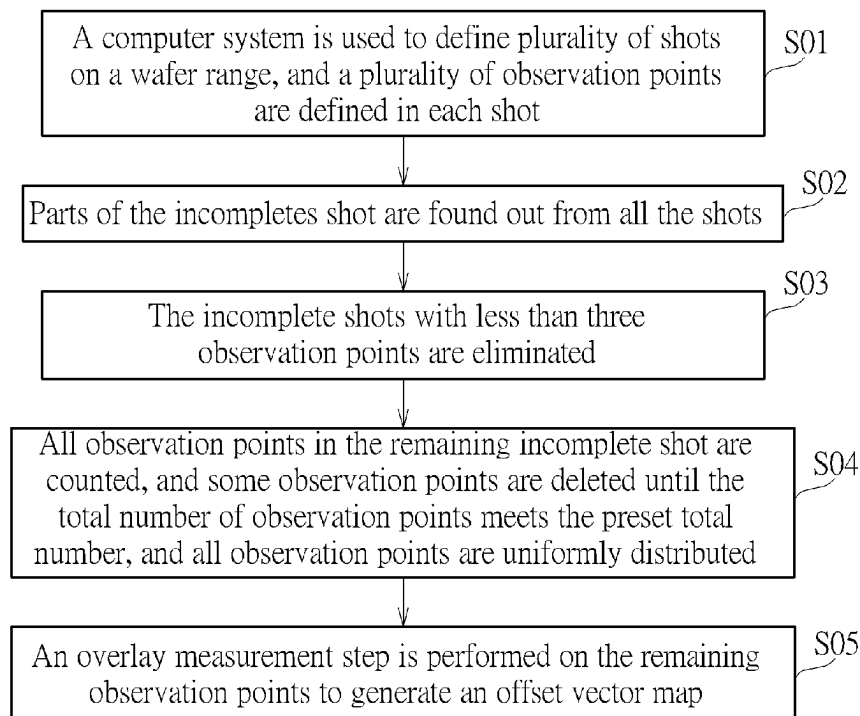 A computer system is used to define plurality of shots
on a wafer range, and a plurality of observation points
are defined in each shot
S01
Parts of the incompletes shot are found out from all the shots
S02
The incomplete shots with less than three
observation points are eliminated
S03
All observation points in the remaining incomplete shot are
counted, and some observation points are deleted until the
total number of observation points meets the preset total
number, and all observation points are uniformly distributed
S04
An overlay measurement step is performed on the remaining
observation points to generate an offset vector map
S05